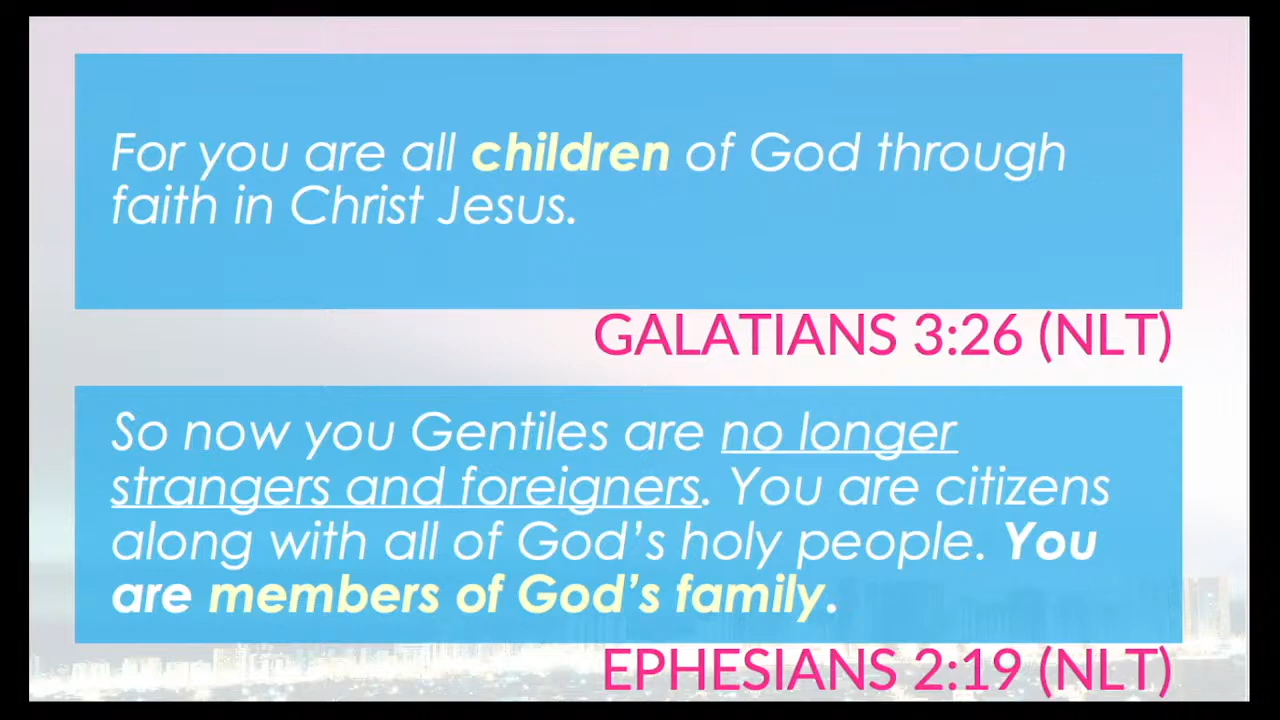 For you are all children of God through
faith in Christ Jesus.
GALATIANS 3:26 (NLT)
So now you Gentiles are no longer
strangers and foreigners. You are citizens
along with all of God's holy people. You
are members of God's family.
EPHESIANS 2:19 (NLT)